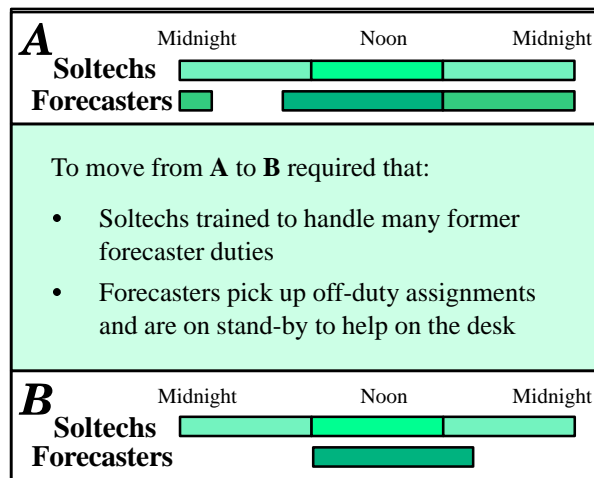 A
Midnight Noon Midnight
Soltechs
Forecasters
To move from A to B required that:
• Soltechs trained to handle many former
forecaster duties
• Forecasters pick up off-duty assignments
and are on stand-by to help on the desk
B
Midnight Noon Midnight
Soltechs
Forecasters